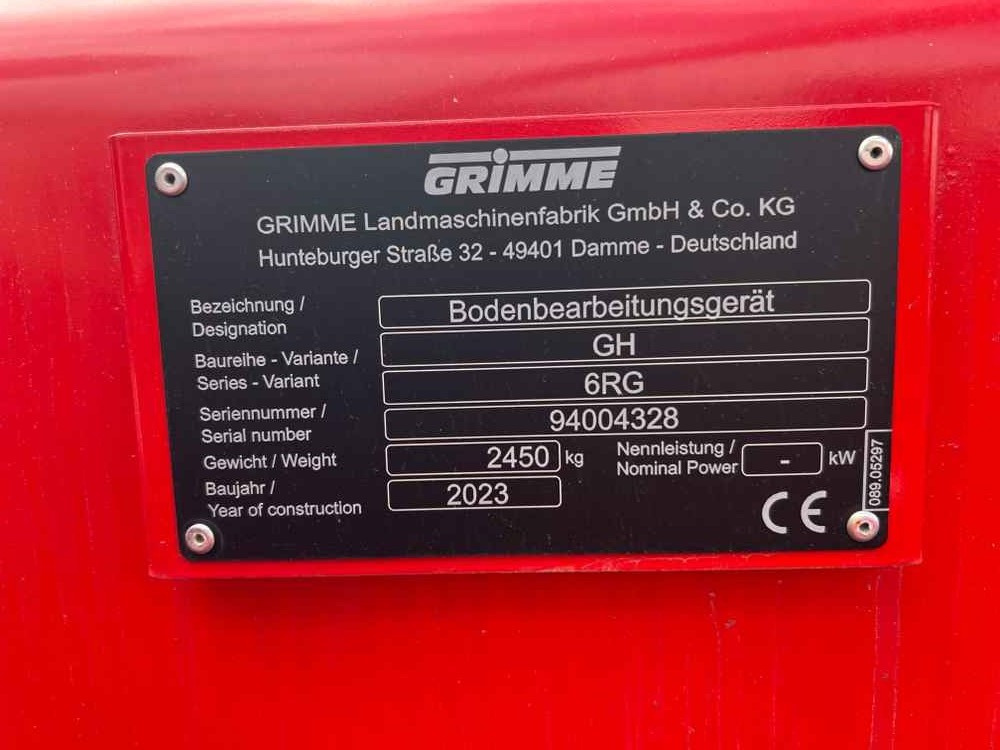 GRIMME
GRIMME Landmaschinenfabrik GmbH & Co. KG
Hunteburger Straße 32 - 49401 Damme - Deutschland
Bezeichnung /
Designation
Bodenbearbeitungsgerät
Baureihe - Variante /
Series - Variant
GH
6RG
Seriennummer /
Serial number
94004328
Gewicht / Weight
2450 kg
Nennleistung /
Nominal Power
- kW
Baujahr /
Year of construction
2023
CE
089.05297